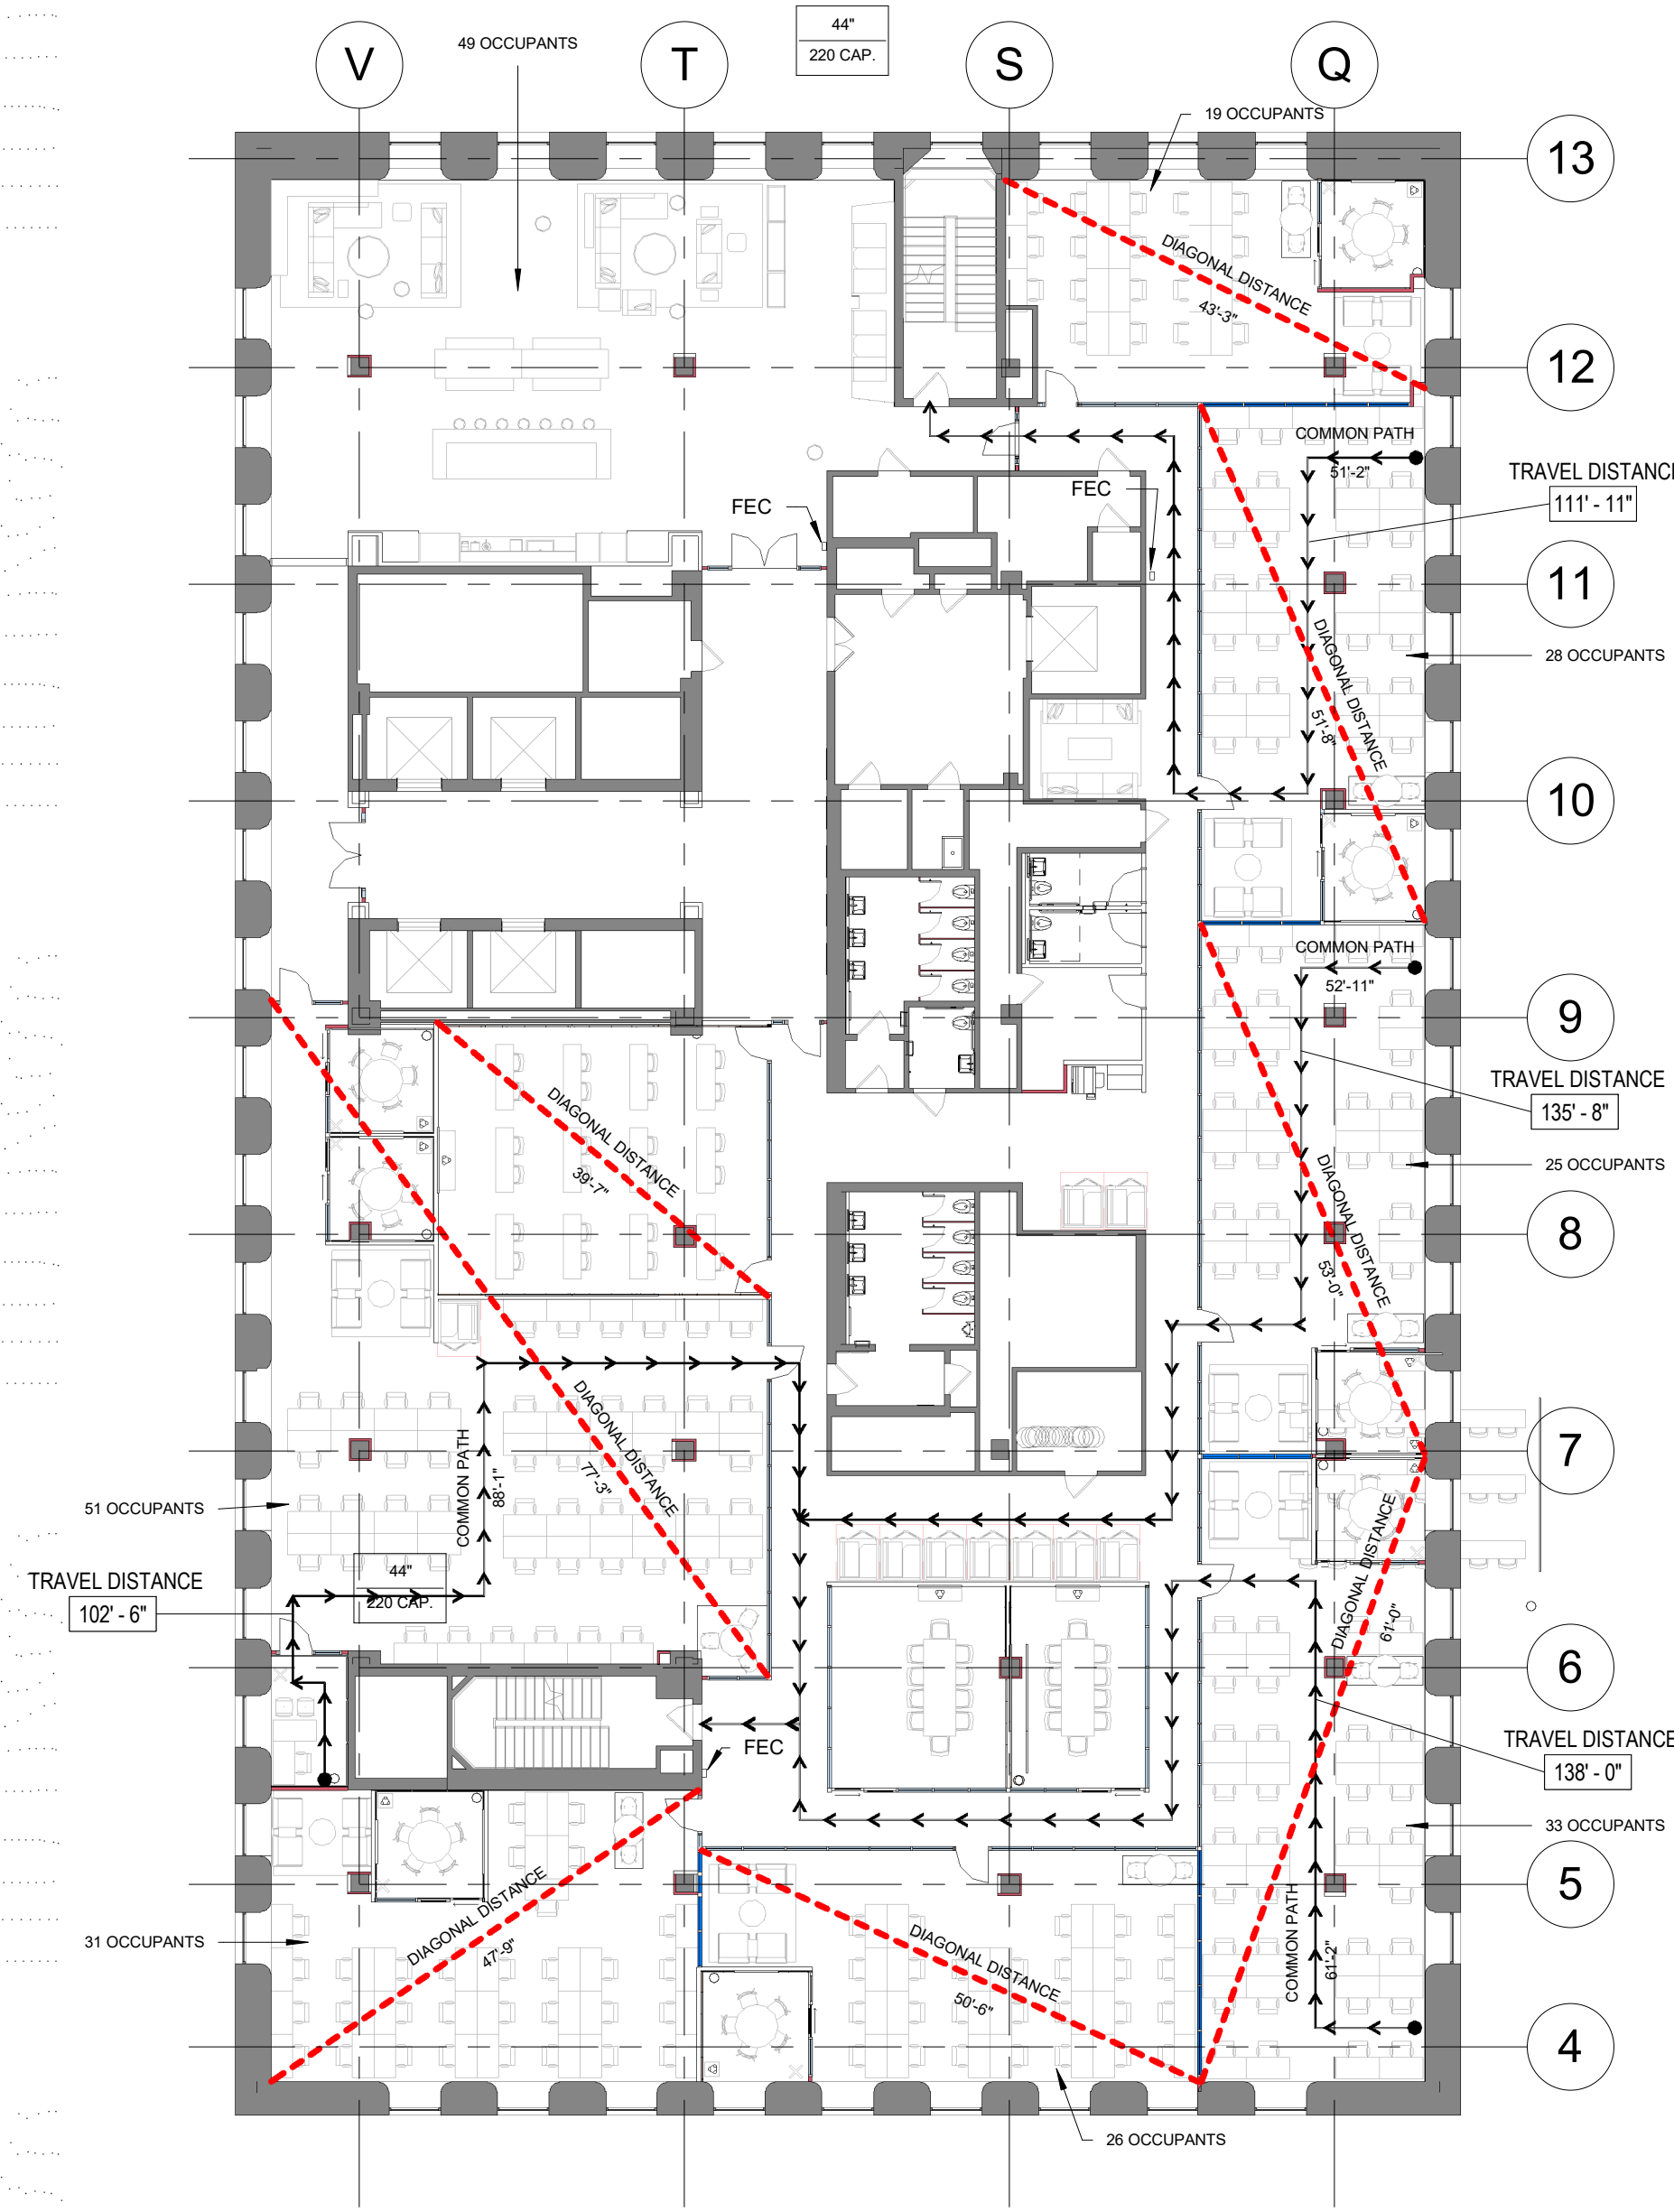 44"
220 CAP.
V
49 OCCUPANTS
T
S
Q
19 OCCUPANTS
13
DIAGONAL DISTANCE
43'-3"
12
COMMON PATH
51'-2"
TRAVEL DISTANCE
111' - 11"
FEC
FEC
11
DIAGONAL DISTANCE
51'-8"
28 OCCUPANTS
10
COMMON PATH
52'-11"
9
TRAVEL DISTANCE
135' - 8"
DIAGONAL DISTANCE
39'-7"
25 OCCUPANTS
DIAGONAL DISTANCE
53'-0"
8
DIAGONAL DISTANCE
77'-3"
COMMON PATH
88'-1"
7
51 OCCUPANTS
DIAGONAL DISTANCE
61'-0"
44"
220 CAP.
TRAVEL DISTANCE
102' - 6"
6
FEC
TRAVEL DISTANCE
138' - 0"
33 OCCUPANTS
5
DIAGONAL DISTANCE
47'-9"
31 OCCUPANTS
DIAGONAL DISTANCE
50'-6"
COMMON PATH
61'-2"
4
26 OCCUPANTS